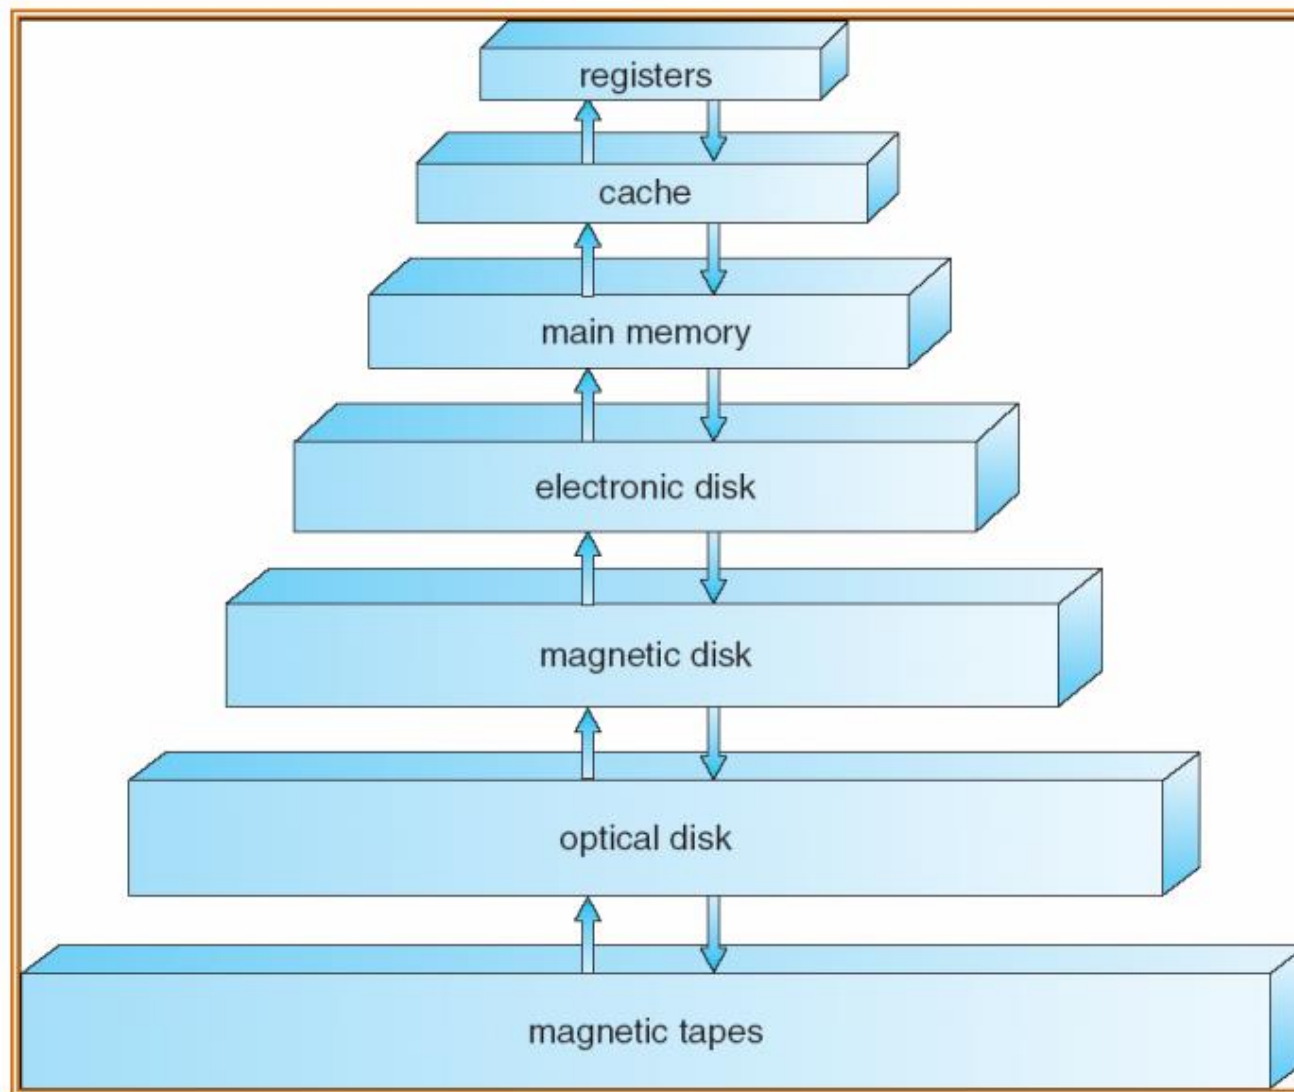 registers
cache
main memory
electronic disk
magnetic disk
optical disk
magnetic tapes